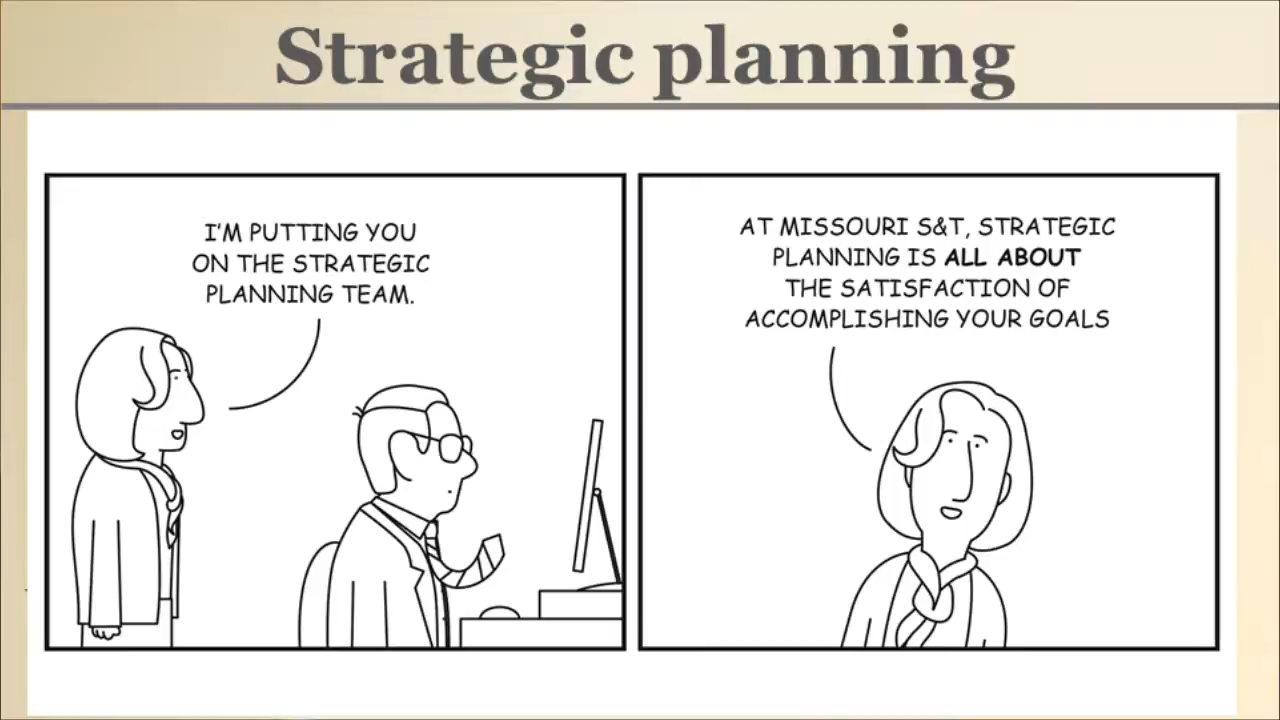 Strategic planning
I'M PUTTING YOU
ON THE STRATEGIC
PLANNING TEAM.
AT MISSOURI S&T, STRATEGIC
PLANNING IS ALL ABOUT
THE SATISFACTION OF
ACCOMPLISHING YOUR GOALS